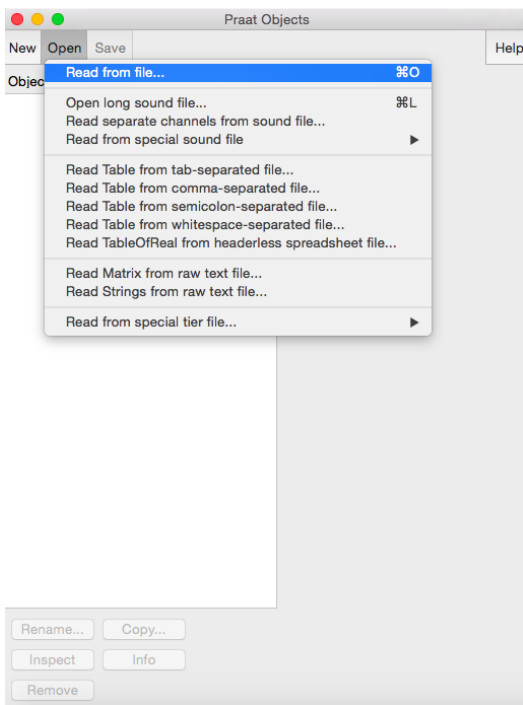 Praat Objects
New Open Save Help
Objec
Read from file... ⌘O
Open long sound file... ⌘L
Read separate channels from sound file...
Read from special sound file ▶
Read Table from tab-separated file...
Read Table from comma-separated file...
Read Table from semicolon-separated file...
Read Table from whitespace-separated file...
Read TableOfReal from headerless spreadsheet file...
Read Matrix from raw text file...
Read Strings from raw text file...
Read from special tier file... ▶
Rename... Copy...
Inspect Info
Remove